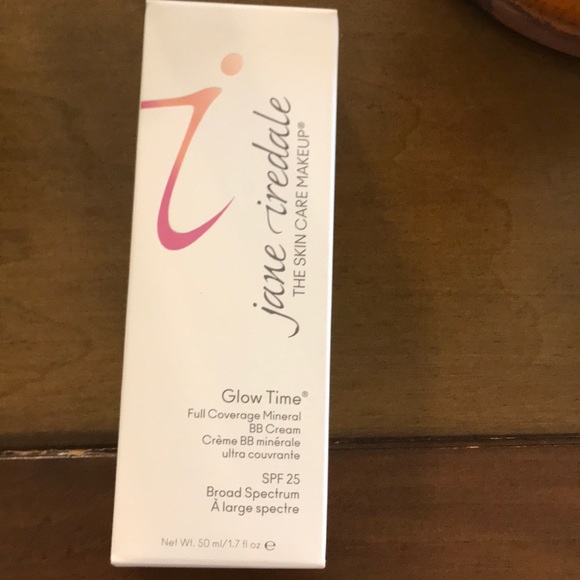 jane iredale
THE SKIN CARE MAKEUP®
Glow Time®
Full Coverage Mineral
BB Cream
Crème BB minérale
ultra couvrante
SPF 25
Broad Spectrum
À large spectre
Net Wt. 50 ml/1.7 fl oz ℮